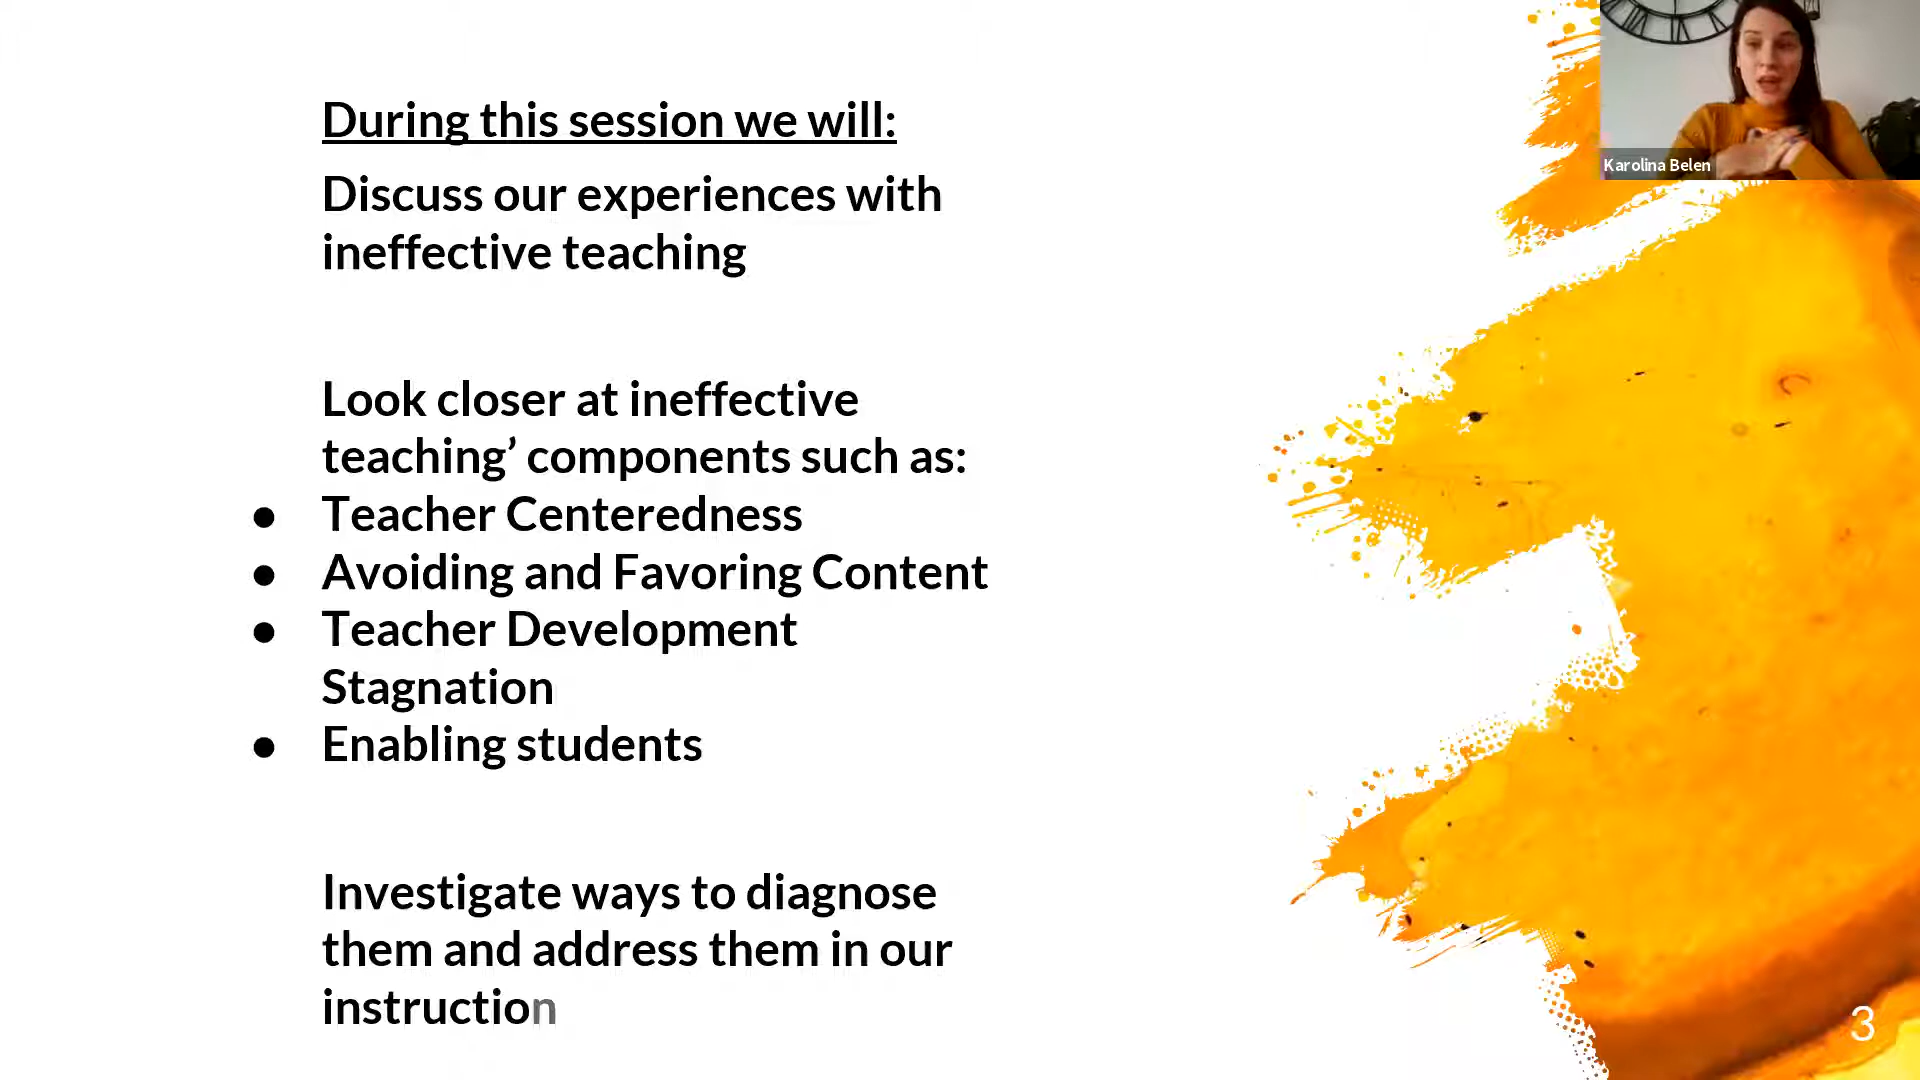 During this session we will:
Discuss our experiences with
ineffective teaching
Look closer at ineffective
teaching’ components such as:
● Teacher Centeredness
● Avoiding and Favoring Content
● Teacher Development
Stagnation
● Enabling students
Investigate ways to diagnose
them and address them in our
instruction
Karolina Belen
3